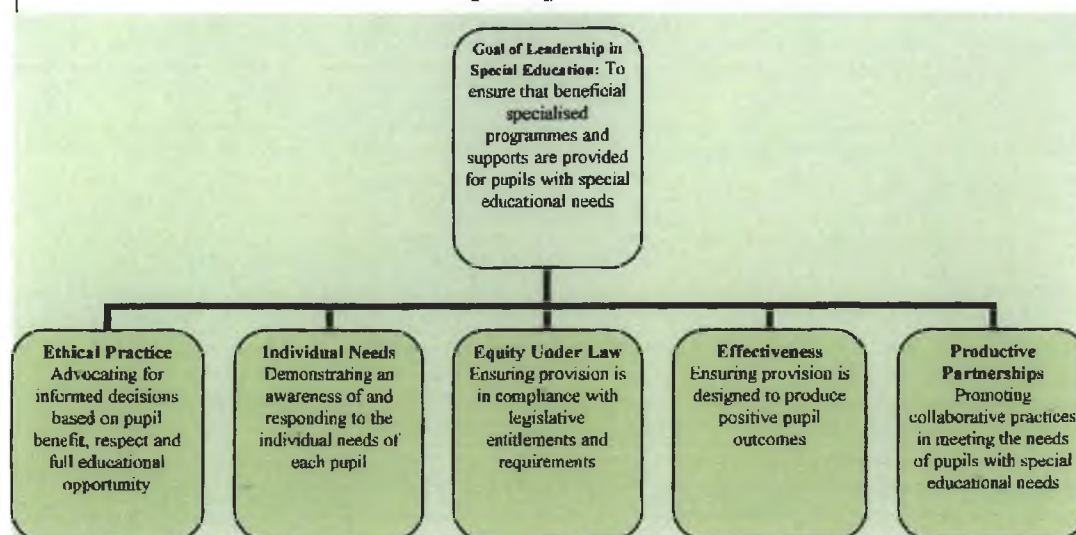 Goal of Leadership in
Special Education: To
ensure that beneficial
specialised
programmes and
supports are provided
for pupils with special
educational needs
Ethical Practice
Advocating for
informed decisions
based on pupil
benefit, respect and
full educational
opportunity
Individual Needs
Demonstrating an
awareness of and
responding to the
individual needs of
each pupil
Equity Under Law
Ensuring provision is
in compliance with
legislative
entitlements and
requirements
Effectiveness
Ensuring provision is
designed to produce
positive pupil
outcomes
Productive
Partnerships
Promoting
collaborative practices
in meeting the needs
of pupils with special
educational needs